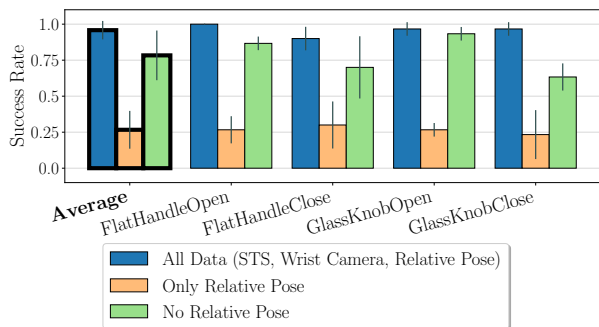 1.0
0.75
0.50
0.25
0.0
Success Rate
Average
FlatHandleOpen
FlatHandleClose
GlassKnobOpen
GlassKnobClose
All Data (STS, Wrist Camera, Relative Pose)
Only Relative Pose
No Relative Pose